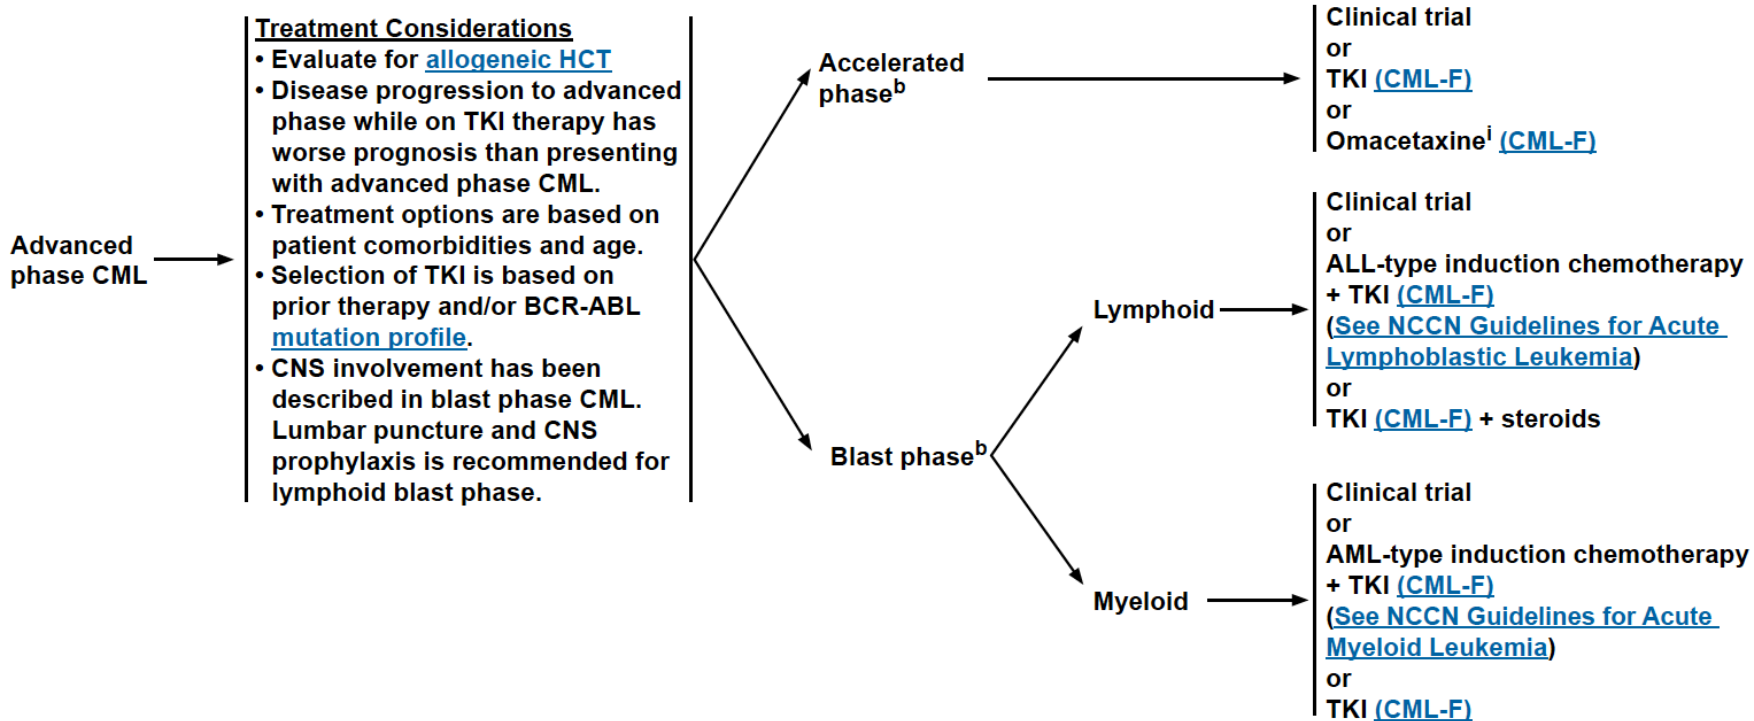 Advanced
phase CML
Treatment Considerations
• Evaluate for allogeneic HCT
• Disease progression to advanced
phase while on TKI therapy has
worse prognosis than presenting
with advanced phase CML.
• Treatment options are based on
patient comorbidities and age.
• Selection of TKI is based on
prior therapy and/or BCR-ABL
mutation profile.
• CNS involvement has been
described in blast phase CML.
Lumbar puncture and CNS
prophylaxis is recommended for
lymphoid blast phase.
Accelerated
phaseb
Clinical trial
or
TKI (CML-F)
or
Omacetaxinei (CML-F)
Blast phaseb
Lymphoid
Clinical trial
or
ALL-type induction chemotherapy
+ TKI (CML-F)
(See NCCN Guidelines for Acute
Lymphoblastic Leukemia)
or
TKI (CML-F) + steroids
Myeloid
Clinical trial
or
AML-type induction chemotherapy
+ TKI (CML-F)
(See NCCN Guidelines for Acute
Myeloid Leukemia)
or
TKI (CML-F)